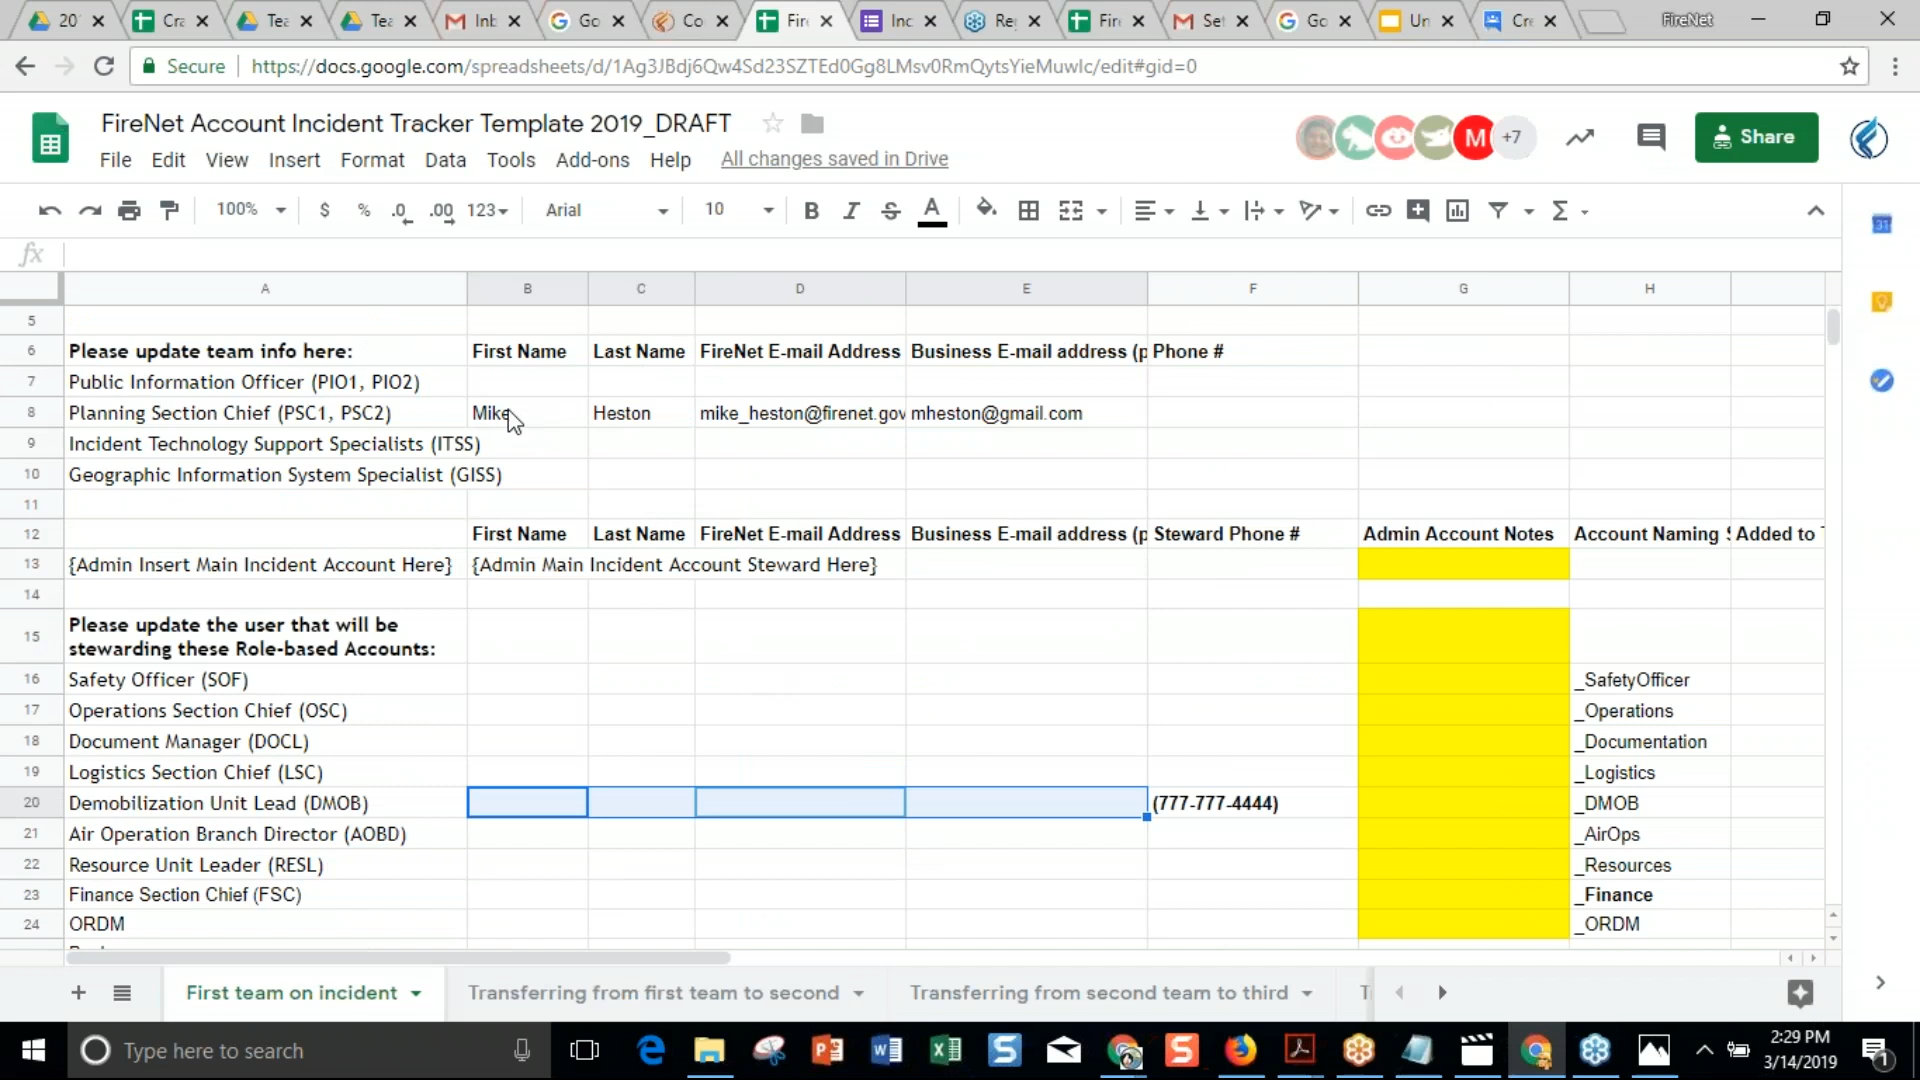 20
Cra
Tea
Tea
Inb
Go
Co
Fire
Inc
Re
Fire
Set
Go
Un
Cre
FireNet
Secure
https://docs.google.com/spreadsheets/d/1Ag3JBdj6Qw4Sd23SZTEd0Gg8LMsv0RmQytsYieMuwIc/edit#gid=0
FireNet Account Incident Tracker Template 2019_DRAFT
M
+7
Share
File Edit View Insert Format Data Tools Add-ons Help All changes saved in Drive
100% $ % .0 .00 123 Arial 10 B I S A
31
fx
A B C D E F G H
5
6 Please update team info here: First Name Last Name FireNet E-mail Address Business E-mail address (p Phone #
7 Public Information Officer (PIO1, PIO2)
8 Planning Section Chief (PSC1, PSC2) Mike Heston mike_heston@firenet.gov mheston@gmail.com
9 Incident Technology Support Specialists (ITSS)
10 Geographic Information System Specialist (GISS)
11
12 First Name Last Name FireNet E-mail Address Business E-mail address (p Steward Phone # Admin Account Notes Account Naming Added to
13 {Admin Insert Main Incident Account Here} {Admin Main Incident Account Steward Here}
14
15 Please update the user that will be
stewarding these Role-based Accounts:
16 Safety Officer (SOF) _SafetyOfficer
17 Operations Section Chief (OSC) _Operations
18 Document Manager (DOCL) _Documentation
19 Logistics Section Chief (LSC) _Logistics
20 Demobilization Unit Lead (DMOB) (777-777-4444) _DMOB
21 Air Operation Branch Director (AOBD) _AirOps
22 Resource Unit Leader (RESL) _Resources
23 Finance Section Chief (FSC) _Finance
24 ORDM _ORDM
First team on incident Transferring from first team to second Transferring from second team to third
Type here to search
2:29 PM
3/14/2019
1